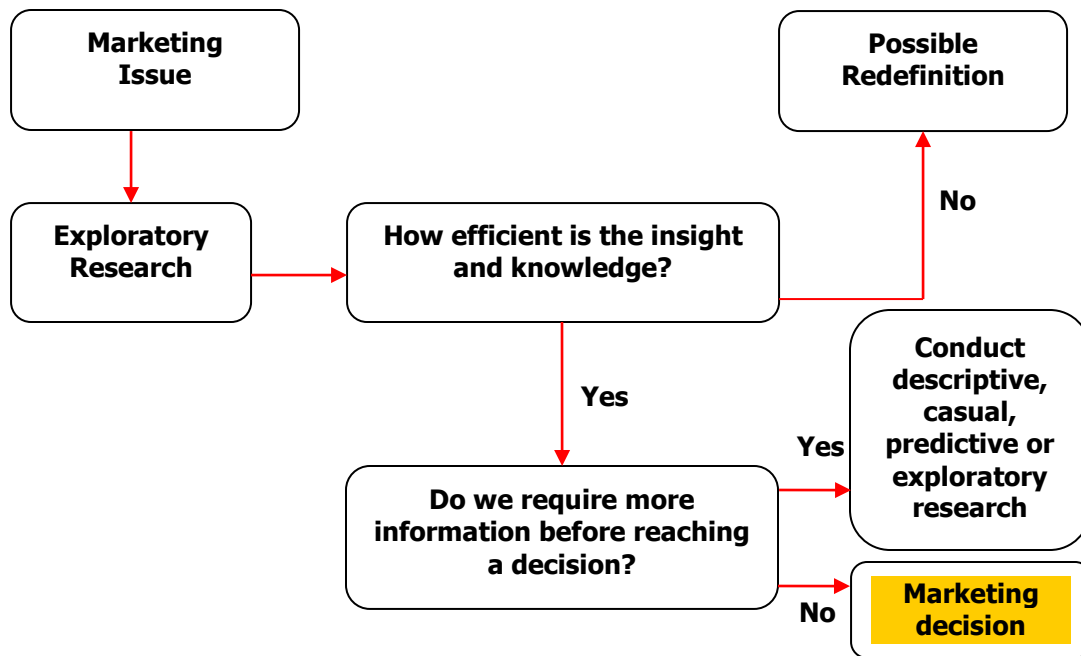 Marketing
Issue
Possible
Redefinition
No
Exploratory
Research
How efficient is the insight
and knowledge?
Yes
Conduct
descriptive,
casual,
predictive or
exploratory
research
Yes
Do we require more
information before reaching
a decision?
No
Marketing
decision